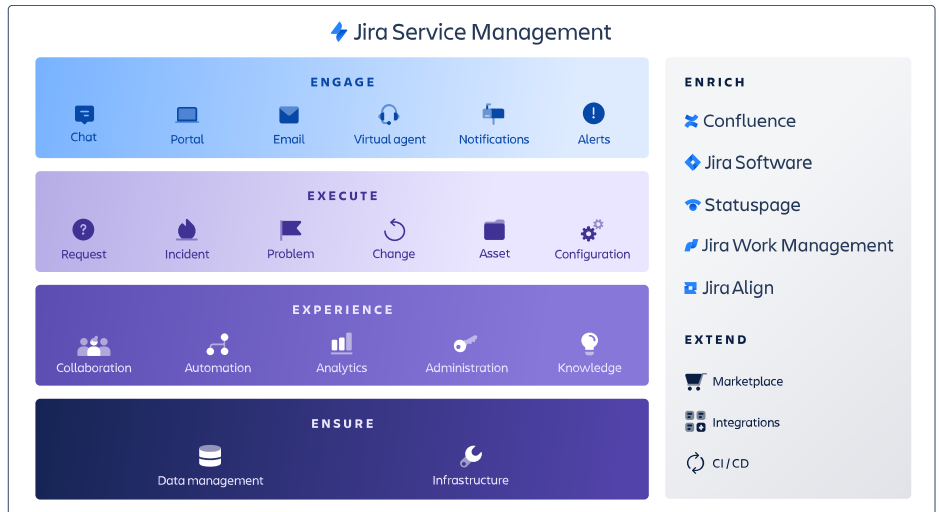 Jira Service Management
ENGAGE
Chat
Portal
Email
Virtual agent
Notifications
Alerts
EXECUTE
Request
Incident
Problem
Change
Asset
Configuration
EXPERIENCE
Collaboration
Automation
Analytics
Administration
Knowledge
ENSURE
Data management
Infrastructure
ENRICH
Confluence
Jira Software
Statuspage
Jira Work Management
Jira Align
EXTEND
Marketplace
Integrations
CI/CD